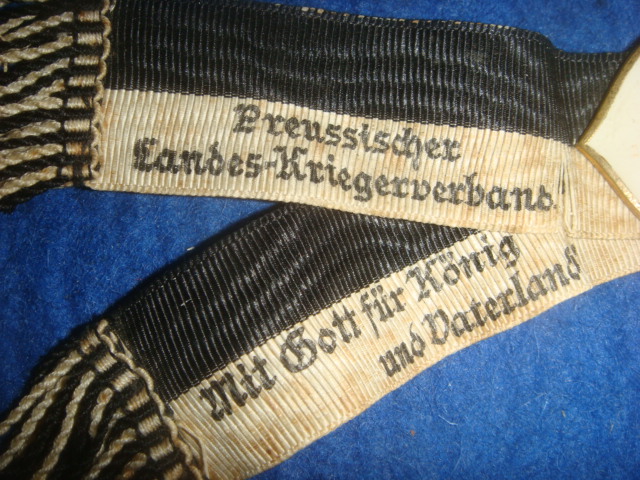 Preussischer
Landes-Kriegerverband.
Mit Gott für König
und Vaterland